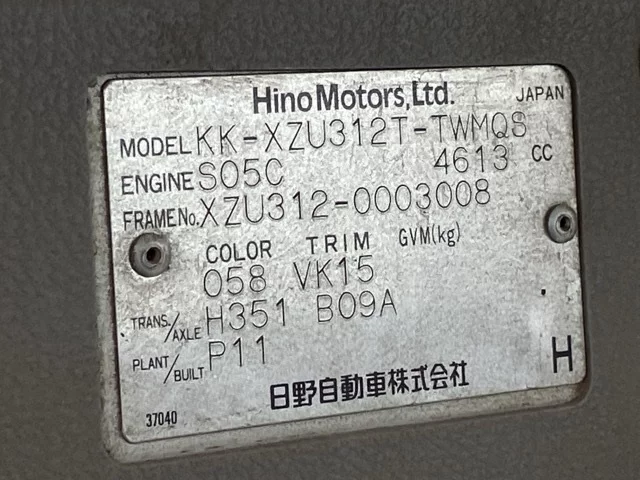 Hino Motors, Ltd. JAPAN
MODEL KK-XZU312T-TWMQS
ENGINE S05C 4613 CC
FRAME No. XZU312-0003008
COLOR TRIM GVM(kg)
058 VK15
TRANS./AXLE H351 B09A
PLANT/BUILT P11
日野自動車株式会社 H
37040